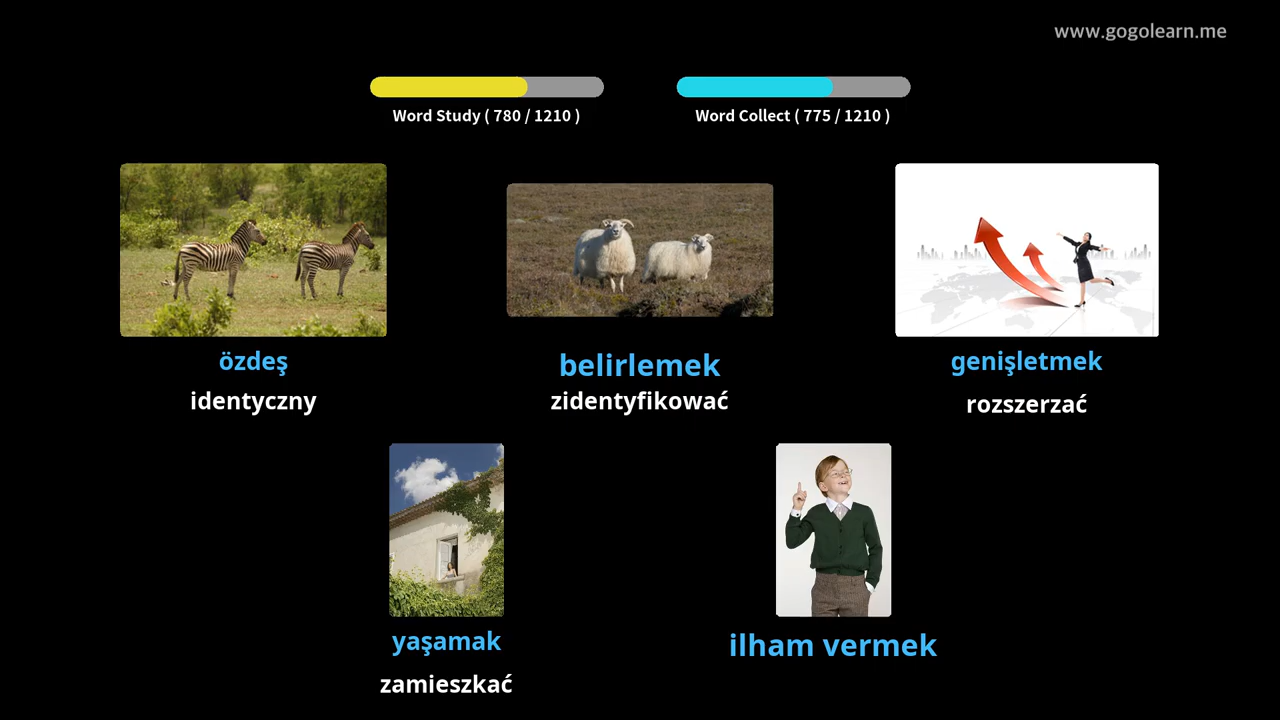 www.gogolearn.me
Word Study ( 780 / 1210 )
Word Collect ( 775 / 1210 )
özdeş
identyczny
belirlemek
zidentyfikować
genişletmek
rozszerzać
yaşamak
zamieszkać
ilham vermek